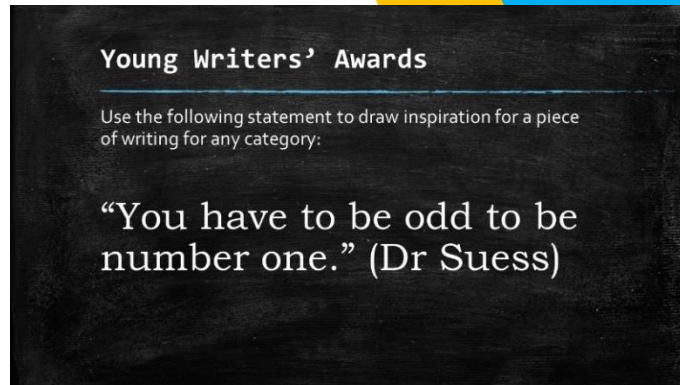 Young Writers’ Awards
Use the following statement to draw inspiration for a piece
of writing for any category:
“You have to be odd to be
number one.” (Dr Suess)